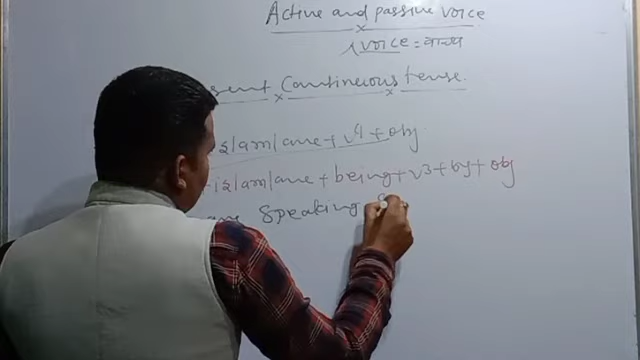 Active and passive voice
voice = वाच्य
Continuous tense.
is/am/are + v4 + obj
- is/am/are + being + v3 + by + obj
are speaking